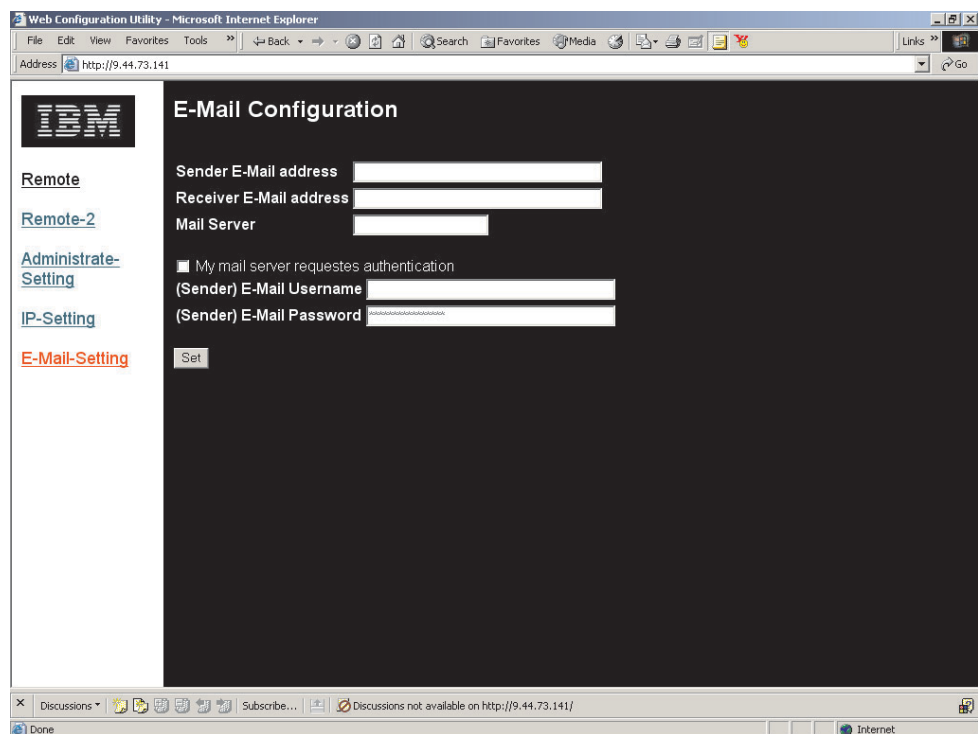 Web Configuration Utility - Microsoft Internet Explorer
File Edit View Favorites Tools » Back Search Favorites Media Links »
Address http://9.44.73.141 Go
IBM
E-Mail Configuration
Remote
Remote-2
Administrate-
Setting
IP-Setting
E-Mail-Setting
Sender E-Mail address
Receiver E-Mail address
Mail Server
My mail server requestes authentication
(Sender) E-Mail Username
(Sender) E-Mail Password ****************
Set
Discussions Subscribe... Discussions not available on http://9.44.73.141/
Done Internet